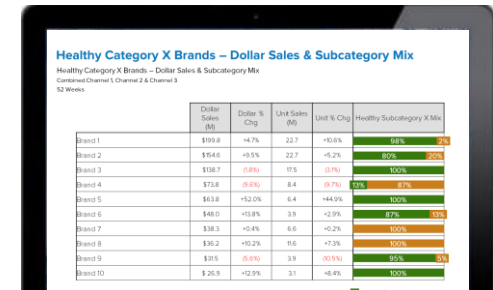 Healthy Category X Brands – Dollar Sales & Subcategory Mix
Healthy Category X Brands – Dollar Sales & Subcategory Mix
Combined Channel 1, Channel 2 & Channel 3
52 Weeks
Dollar Sales (M) Dollar % Chg Unit Sales (M) Unit % Chg Healthy Subcategory X Mix
Brand 1 $199.8 +4.7% 22.7 +10.6% 98% 2%
Brand 2 $154.6 +9.5% 22.7 +5.2% 80% 20%
Brand 3 $138.7 (1.8%) 17.5 (3.1%) 100%
Brand 4 $73.8 (9.6%) 8.4 (9.7%) 13% 87%
Brand 5 $63.8 +52.0% 6.4 +44.9% 100%
Brand 6 $48.0 +13.8% 3.9 +2.9% 87% 13%
Brand 7 $38.3 +0.4% 6.6 +0.2% 100%
Brand 8 $36.2 +10.2% 11.6 +7.3% 100%
Brand 9 $31.5 (5.6%) 3.9 (10.5%) 95% 5%
Brand 10 $ 26.9 +12.9% 3.1 +8.4% 100%